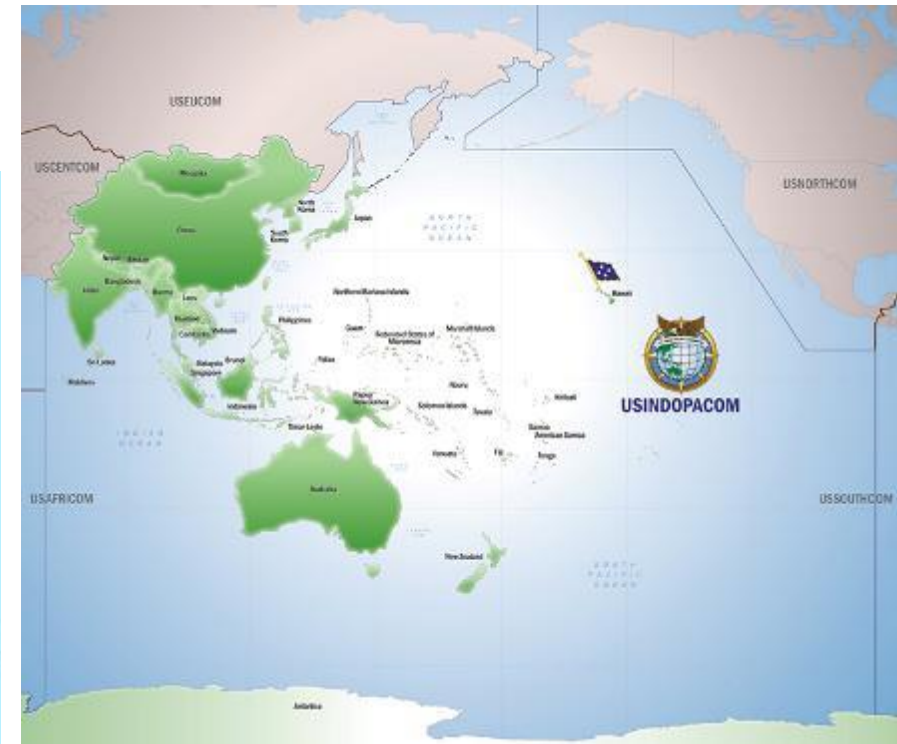 USEUCOM
USCENTCOM
USNORTHCOM
Mongolia
North
Korea
Japan
NORTH
PACIFIC
OCEAN
China
South
Korea
Nepal
Bhutan
Bangladesh
India
Burma
Laos
Hawaii
Northern Mariana Islands
Thailand
Vietnam
Cambodia
Philippines
Guam
Federated States of
Micronesia
Marshall Islands
Sri Lanka
Malaysia
Brunei
Singapore
Palau
Maldives
Nauru
Indonesia
Papua
New Guinea
Solomon Islands
Tuvalu
Kiribati
USINDOPACOM
Timor-Leste
Samoa
American Samoa
INDIAN
OCEAN
Vanuatu
Fiji
Tonga
USAFRICOM
Australia
USSOUTHCOM
New Zealand
SOUTH
PACIFIC
OCEAN
Antarctica